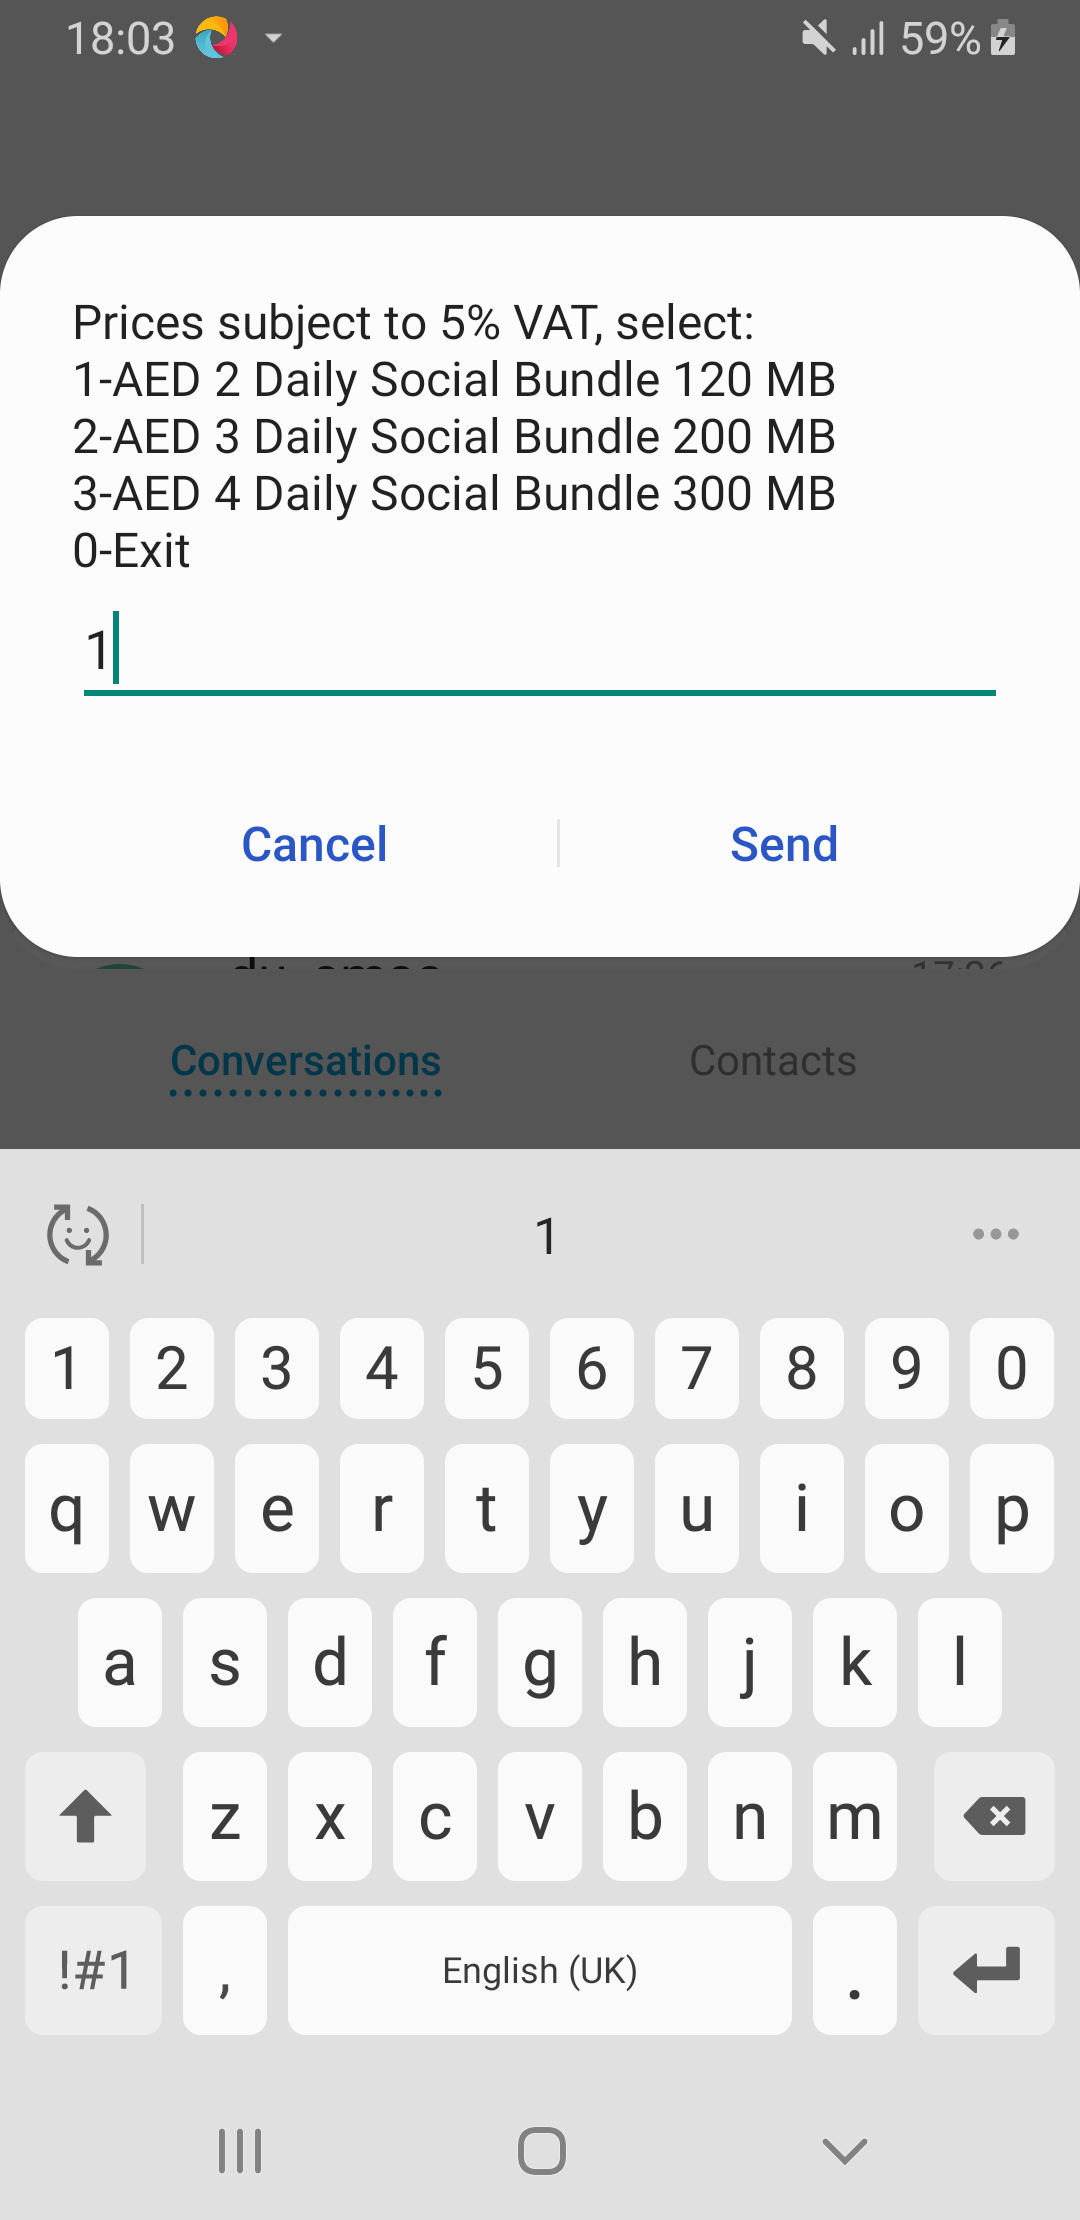 18:03 59%
Prices subject to 5% VAT, select:
1-AED 2 Daily Social Bundle 120 MB
2-AED 3 Daily Social Bundle 200 MB
3-AED 4 Daily Social Bundle 300 MB
0-Exit
1
Cancel Send
Conversations Contacts
1
1 2 3 4 5 6 7 8 9 0
q w e r t y u i o p
a s d f g h j k l
z x c v b n m
!#1 , English (UK) .